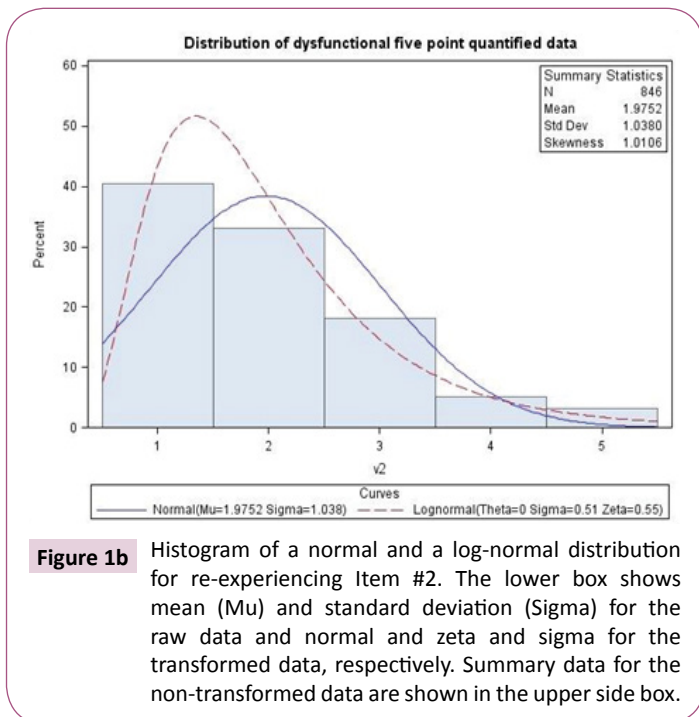 Distribution of dysfunctional five point quantified data
60
50
40
30
20
10
0
Percent
Summary Statistics
N 846
Mean 1.9752
Std Dev 1.0380
Skewness 1.0106
1 2 3 4 5
v2
Curves
Normal(Mu=1.9752 Sigma=1.038) Lognormal(Theta=0 Sigma=0.51 Zeta=0.55)
Figure 1b Histogram of a normal and a log-normal distribution
for re-experiencing Item #2. The lower box shows
mean (Mu) and standard deviation (Sigma) for the
raw data and normal and zeta and sigma for the
transformed data, respectively. Summary data for the
non-transformed data are shown in the upper side box.